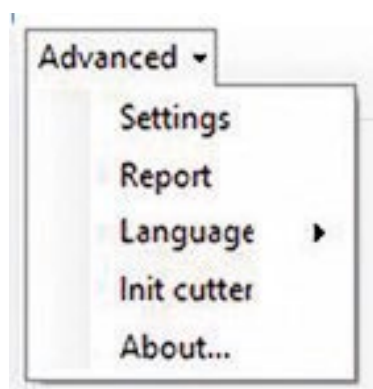 Advanced
Settings
Report
Language
Init cutter
About...